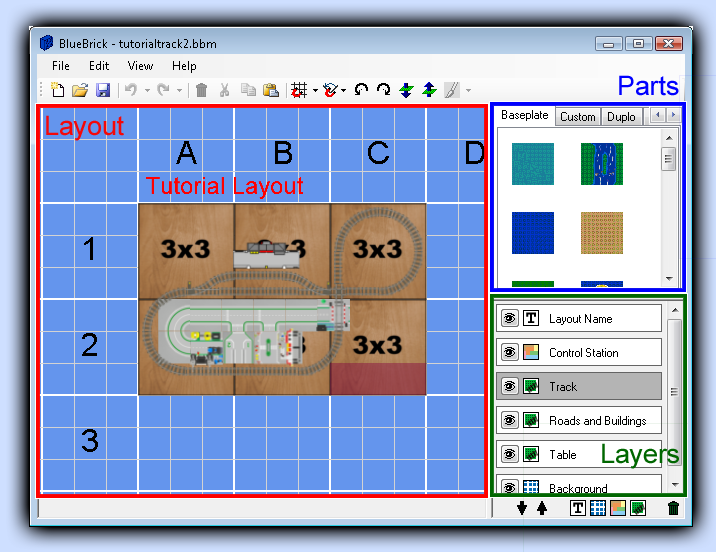 BlueBrick - tutorialtrack2.bbm
File Edit View Help
Parts
Layout
A B C D
Tutorial Layout
1
3x3 3 3x3
2
3 3x3
3
Baseplate Custom Duplo
Layout Name
Control Station
Track
Roads and Buildings
Table
Layers
Background